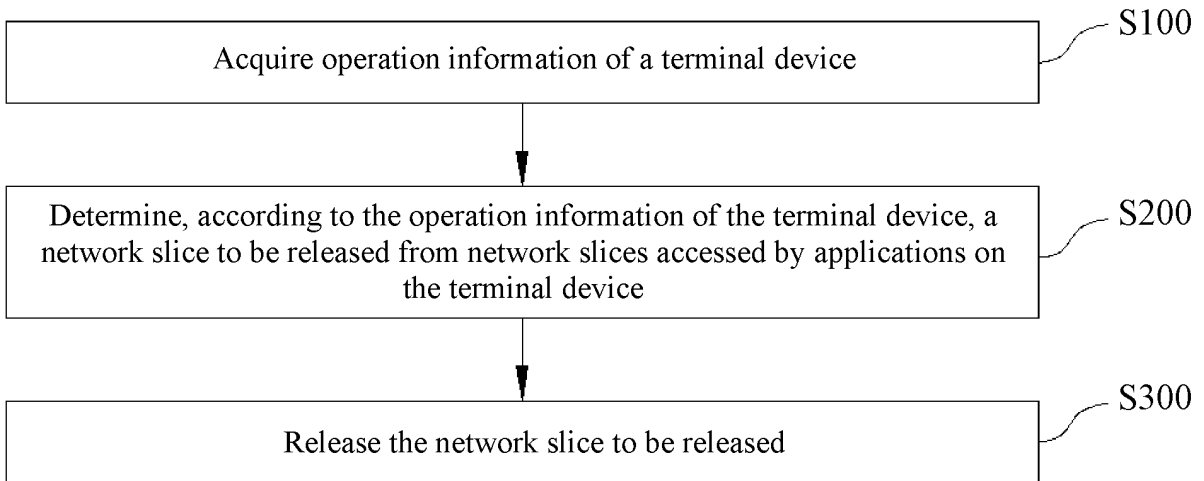 S100
Acquire operation information of a terminal device
S200
Determine, according to the operation information of the terminal device, a
network slice to be released from network slices accessed by applications on
the terminal device
S300
Release the network slice to be released